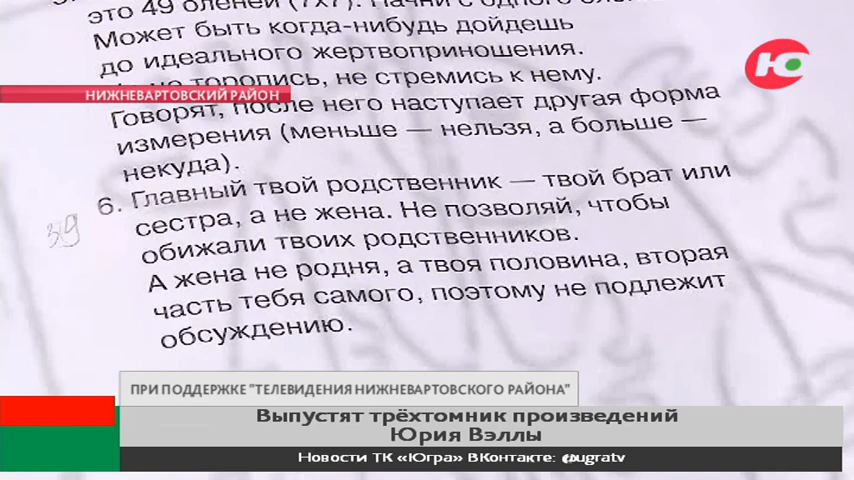 это 49 оленей (7х7). Начни с одного
Может быть когда-нибудь дойдешь
до идеального жертвоприношения.
не торопись, не стремись к нему.
НИЖНЕВАРТОВСКИЙ РАЙОН
Говорят, после него наступает другая форма
измерения (меньше — нельзя, а больше —
некуда).
6. Главный твой родственник — твой брат или
сестра, а не жена. Не позволяй, чтобы
обижали твоих родственников.
А жена не родня, а твоя половина, вторая
часть тебя самого, поэтому не подлежит
обсуждению.
39
Ю
ПРИ ПОДДЕРЖКЕ "ТЕЛЕВИДЕНИЯ НИЖНЕВАРТОВСКОГО РАЙОНА"
Выпустят трёхтомник произведений
Юрия Вэллы
Новости ТК «Югра» ВКонтакте: @ugratv